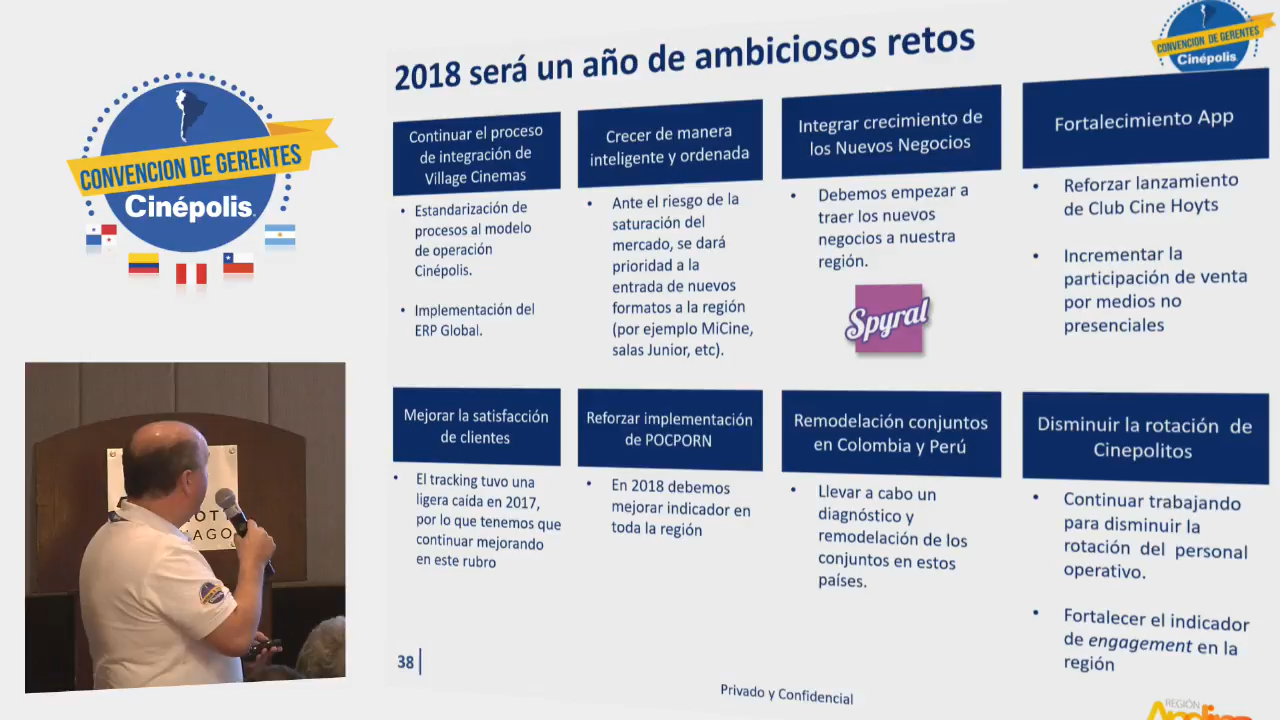 CONVENCION DE GERENTES
Cinépolis
2018 será un año de ambiciosos retos
CONVENCION DE GERENTES
Cinépolis
Continuar el proceso
de integración de
Village Cinemas
• Estandarización de
procesos al modelo
de operación
Cinépolis.
• Implementación del
ERP Global.
Crecer de manera
inteligente y ordenada
• Ante el riesgo de la
saturación del
mercado, se dará
prioridad a la
entrada de nuevos
formatos a la región
(por ejemplo MiCine,
salas Junior, etc).
Integrar crecimiento de
los Nuevos Negocios
• Debemos empezar a
traer los nuevos
negocios a nuestra
región.
Spyral
Fortalecimiento App
• Reforzar lanzamiento
de Club Cine Hoyts
• Incrementar la
participación de venta
por medios no
presenciales
Mejorar la satisfacción
de clientes
• El tracking tuvo una
ligera caída en 2017,
por lo que tenemos que
continuar mejorando
en este rubro
Reforzar implementación
de POCPORN
• En 2018 debemos
mejorar indicador en
toda la región
Remodelación conjuntos
en Colombia y Perú
• Llevar a cabo un
diagnóstico y
remodelación de los
conjuntos en estos
países.
Disminuir la rotación de
Cinepolitos
• Continuar trabajando
para disminuir la
rotación del personal
operativo.
• Fortalecer el indicador
de engagement en la
región
38
Privado y Confidencial
REGIÓN